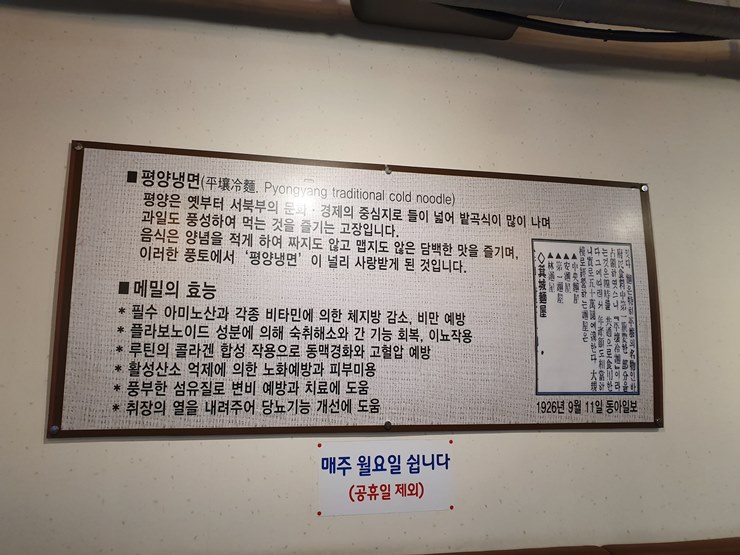 ■ 평양냉면(平壤冷麵. Pyongyang traditional cold noodle)
평양은 옛부터 서북부의 문화·경제의 중심지로 들이 넓어 밭곡식이 많이 나며
과일도 풍성하여 먹는 것을 즐기는 고장입니다.
음식은 양념을 적게 하여 짜지도 않고 맵지도 않은 담백한 맛을 즐기며,
이러한 풍토에서 '평양냉면'이 널리 사랑받게 된 것입니다.
■ 메밀의 효능
* 필수 아미노산과 각종 비타민에 의한 체지방 감소, 비만 예방
* 플라보노이드 성분에 의해 숙취해소와 간 기능 회복, 이뇨작용
* 루틴의 콜라겐 합성 작용으로 동맥경화와 고혈압 예방
* 활성산소 억제에 의한 노화예방과 피부미용
* 풍부한 섬유질로 변비 예방과 치료에 도움
* 취장의 열을 내려주어 당뇨기능 개선에 도움
◇其城麵屋
1926년 9월 11일 동아일보
매주 월요일 쉽니다
(공휴일 제외)